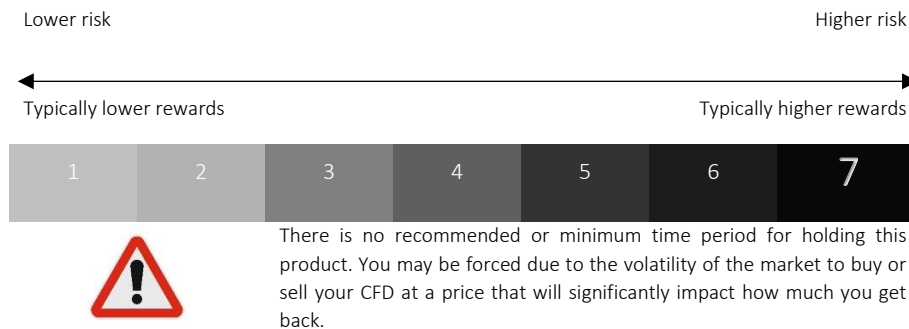 Lower risk Higher risk
Typically lower rewards Typically higher rewards
1 2 3 4 5 6 7
There is no recommended or minimum time period for holding this
product. You may be forced due to the volatility of the market to buy or
sell your CFD at a price that will significantly impact how much you get
back.